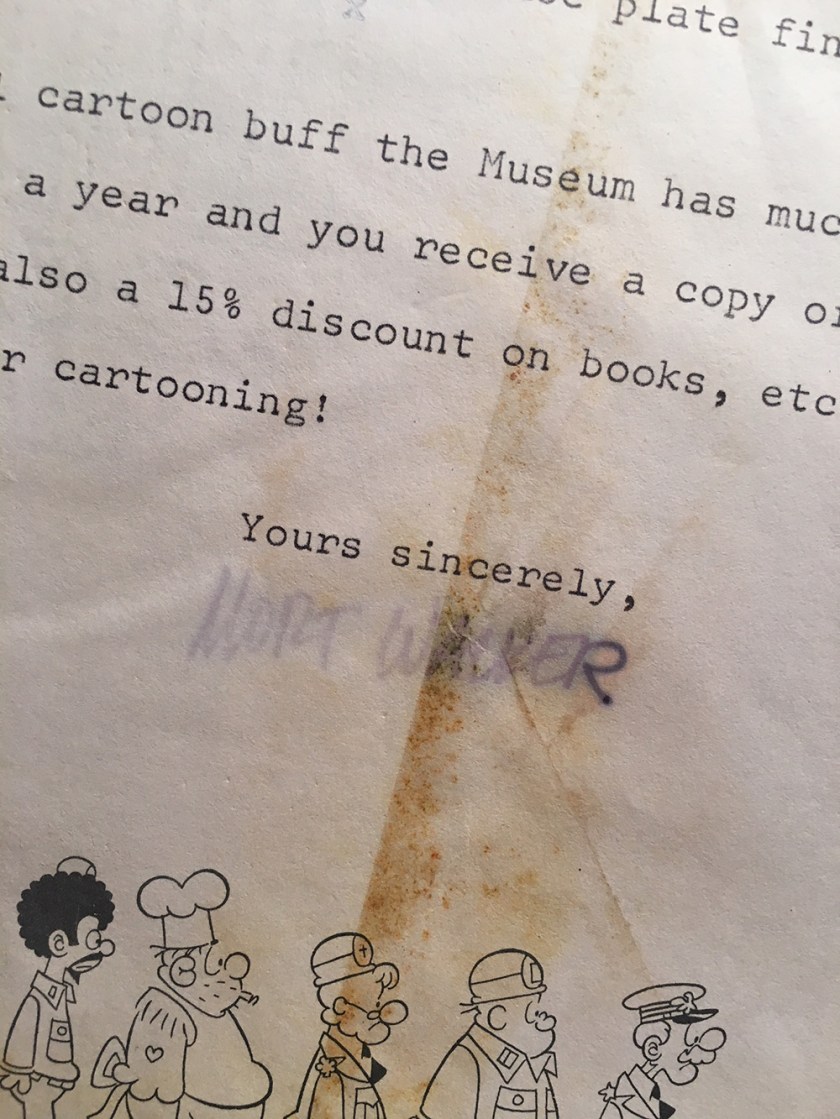 plate fin
cartoon buff the Museum has muc
a year and you receive a copy o
also a 15% discount on books, etc
r cartooning!
Yours sincerely,
MORT WALKER